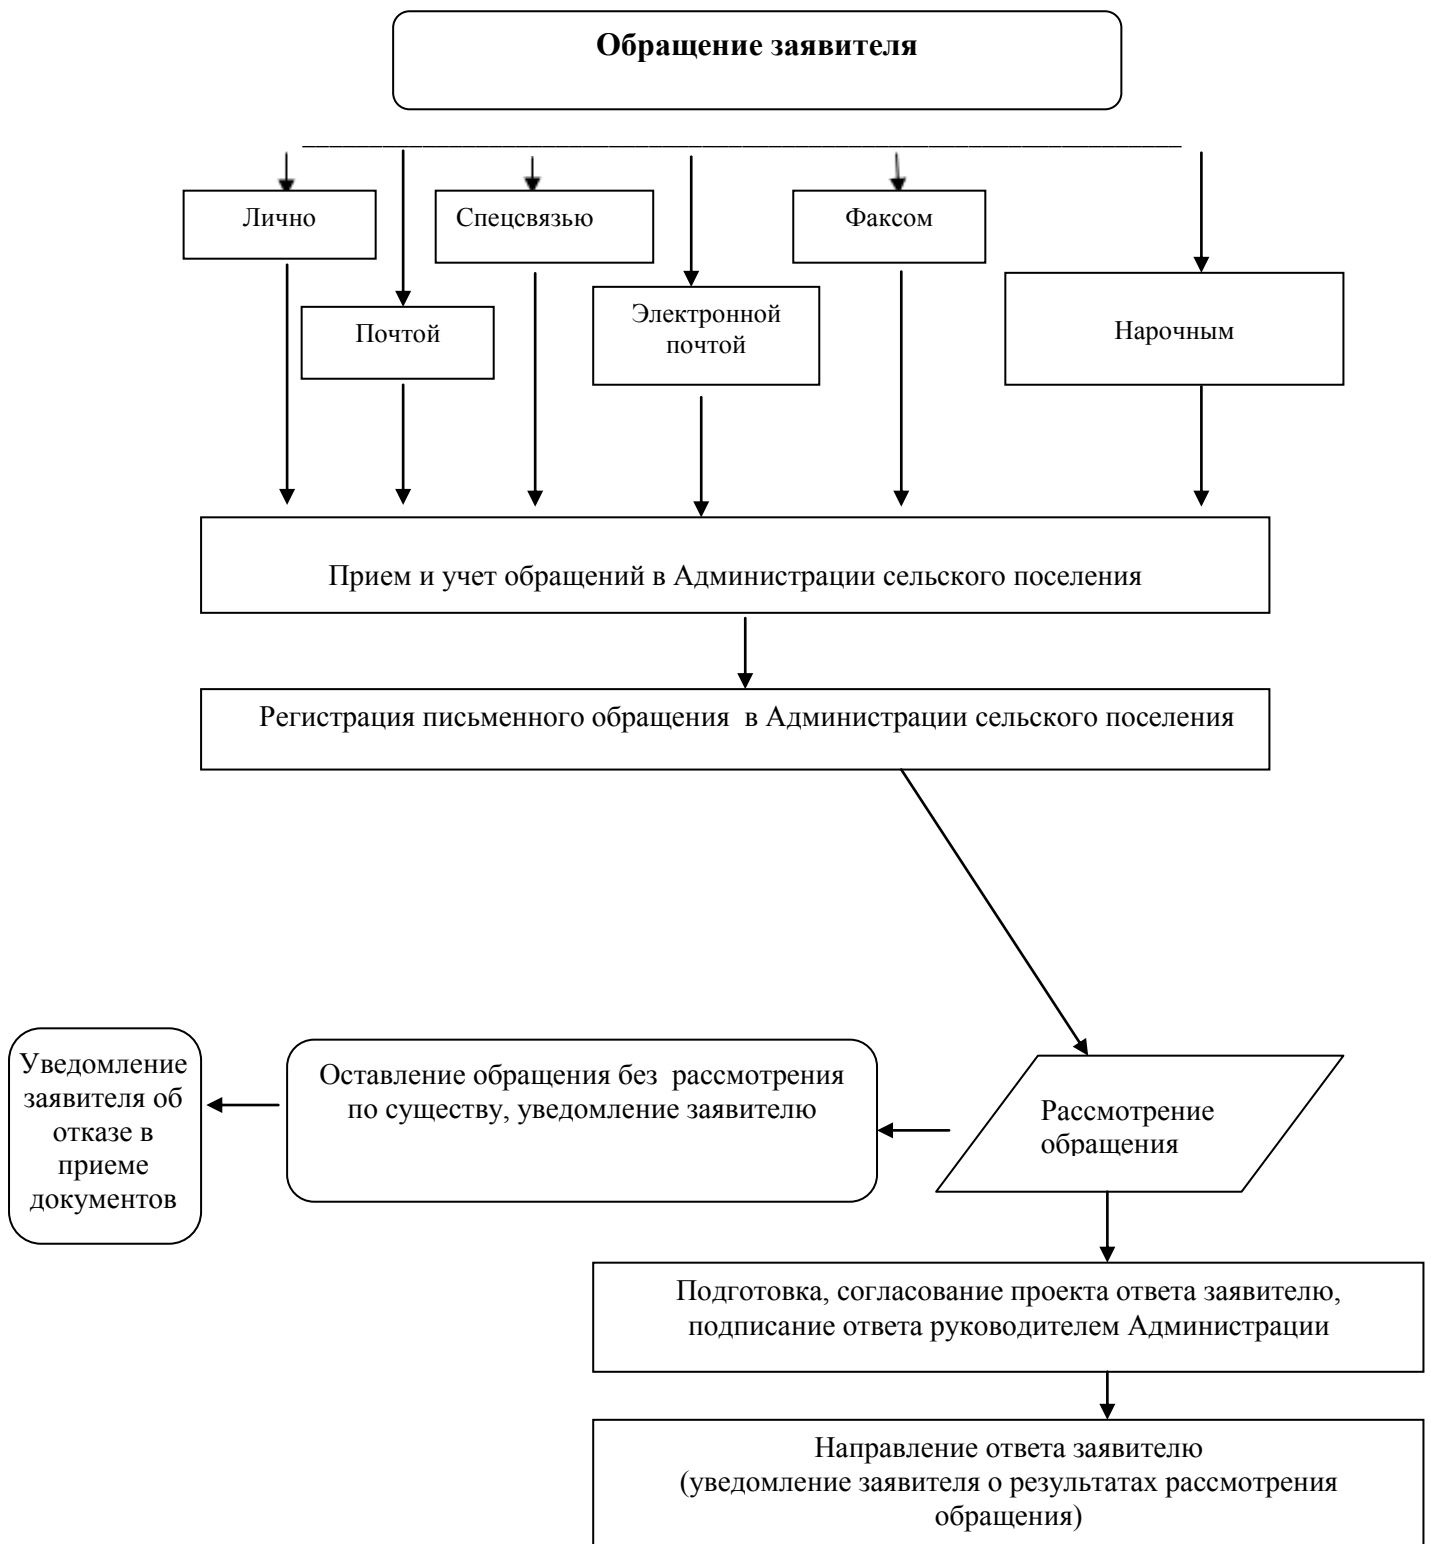 Обращение заявителя
Лично
Спецсвязью
Факсом
Почтой
Электронной
почтой
Нарочным
Прием и учет обращений в Администрации сельского поселения
Регистрация письменного обращения в Администрации сельского поселения
Уведомление
заявителя об
отказе в
приеме
документов
Оставление обращения без рассмотрения
по существу, уведомление заявителю
Рассмотрение
обращения
Подготовка, согласование проекта ответа заявителю,
подписание ответа руководителем Администрации
Направление ответа заявителю
(уведомление заявителя о результатах рассмотрения
обращения)